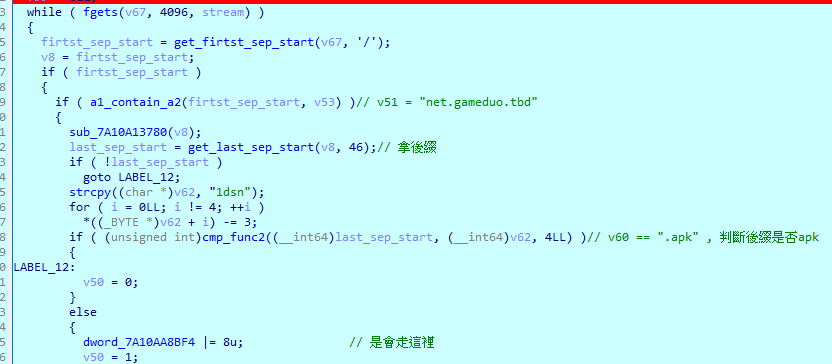 3 while ( fgets(v67, 4096, stream) )
4 {
5 firtst_sep_start = get_firtst_sep_start(v67, '/');
6 v8 = firtst_sep_start;
7 if ( firtst_sep_start )
8 {
9 if ( a1_contain_a2(firtst_sep_start, v53) )// v51 = "net.gameduo.tbd"
0 {
1 sub_7A10A13780(v8);
2 last_sep_start = get_last_sep_start(v8, 46);// 拿後綴
3 if ( !last_sep_start )
4 goto LABEL_12;
5 strcpy((char *)v62, "1dsn");
6 for ( i = 0LL; i != 4; ++i )
7 *((_BYTE *)v62 + i) -= 3;
8 if ( (unsigned int)cmp_func2((__int64)last_sep_start, (__int64)v62, 4LL) )// v60 == ".apk" , 判斷後綴是否apk
9 {
0 LABEL_12:
1 v50 = 0;
2 }
3 else
4 {
5 dword_7A10AA8BF4 |= 8u; // 是會走這裡
6 v50 = 1;